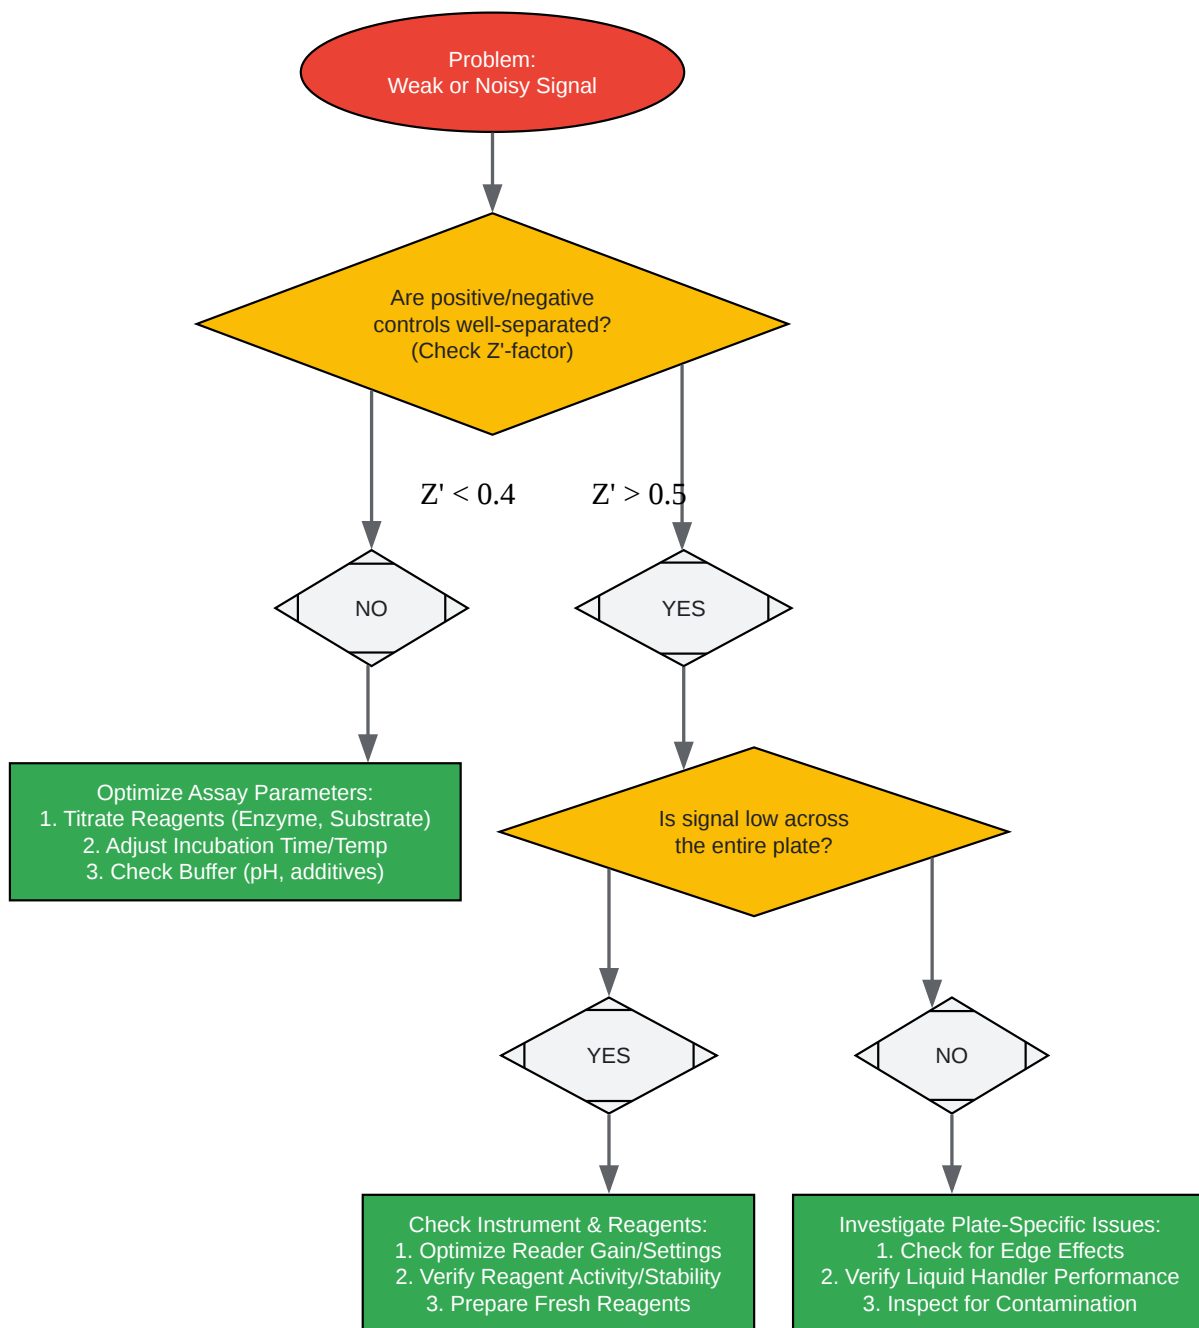 Problem:
Weak or Noisy Signal
Are positive/negative
controls well-separated?
(Check Z'-factor)
Z' < 0.4
Z' > 0.5
NO
YES
Optimize Assay Parameters:
1. Titrate Reagents (Enzyme, Substrate)
2. Adjust Incubation Time/Temp
3. Check Buffer (pH, additives)
Is signal low across
the entire plate?
YES
NO
Check Instrument & Reagents:
1. Optimize Reader Gain/Settings
2. Verify Reagent Activity/Stability
3. Prepare Fresh Reagents
Investigate Plate-Specific Issues:
1. Check for Edge Effects
2. Verify Liquid Handler Performance
3. Inspect for Contamination